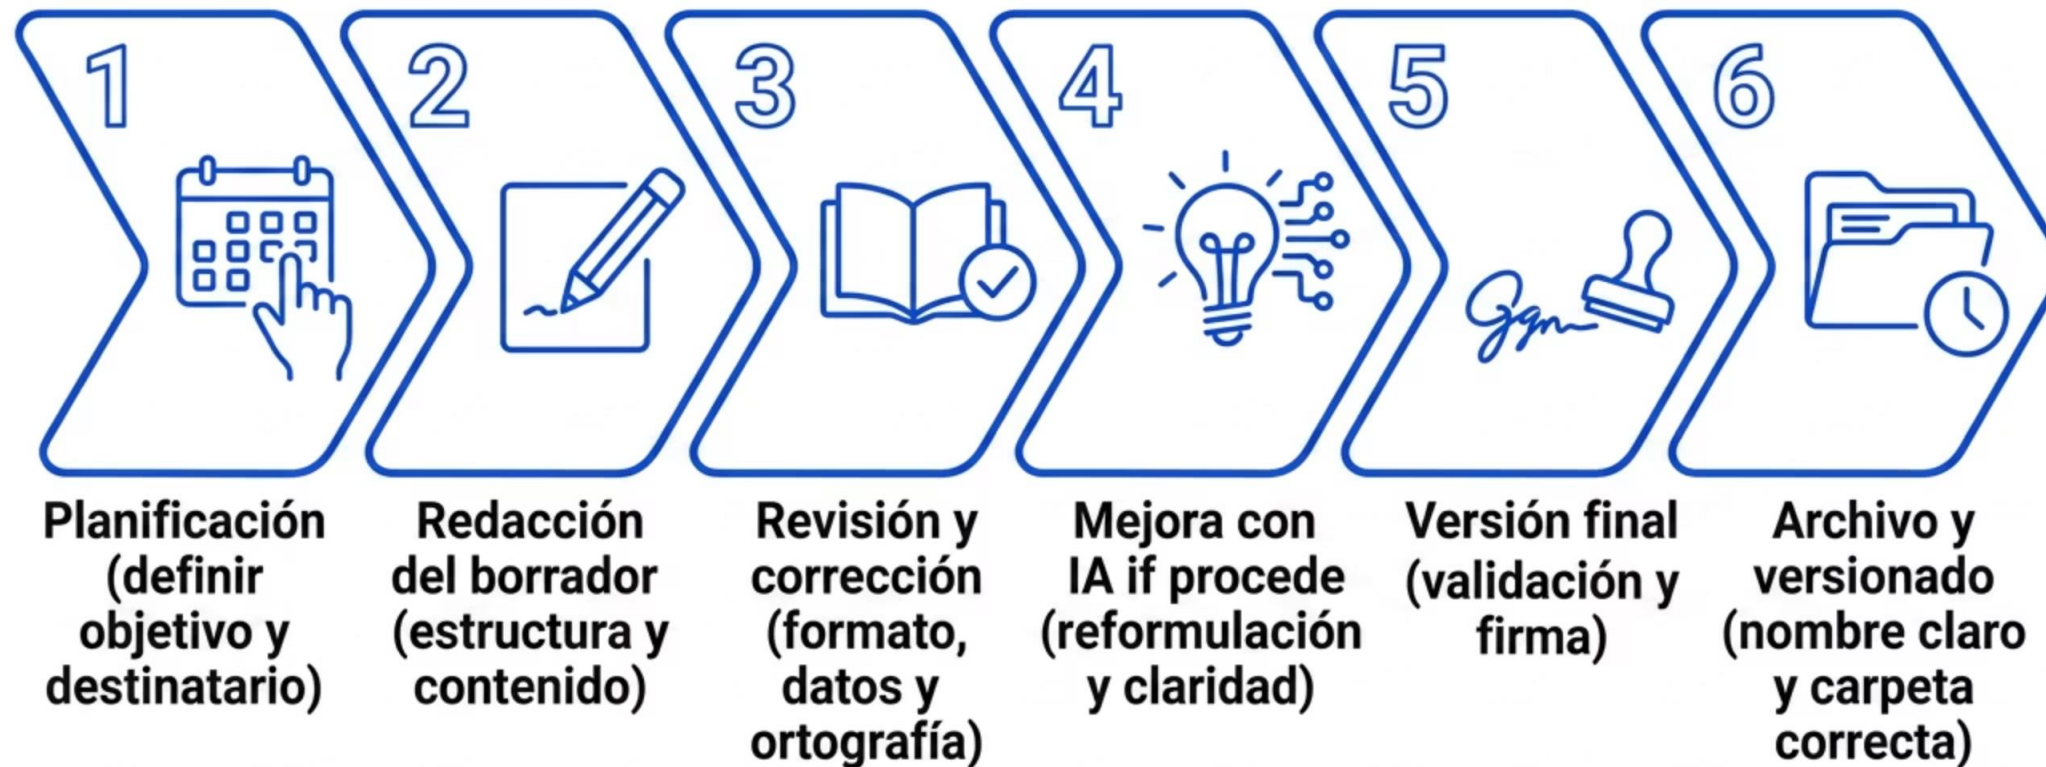 1
2
3
4
5
6
Planificación
(definir
objetivo y
destinatario)
Redacción
del borrador
(estructura y
contenido)
Revisión y
corrección
(formato,
datos y
ortografía)
Mejora con
IA if procede
(reformulación
y claridad)
Versión final
(validación y
firma)
Archivo y
versionado
(nombre claro
y carpeta
correcta)